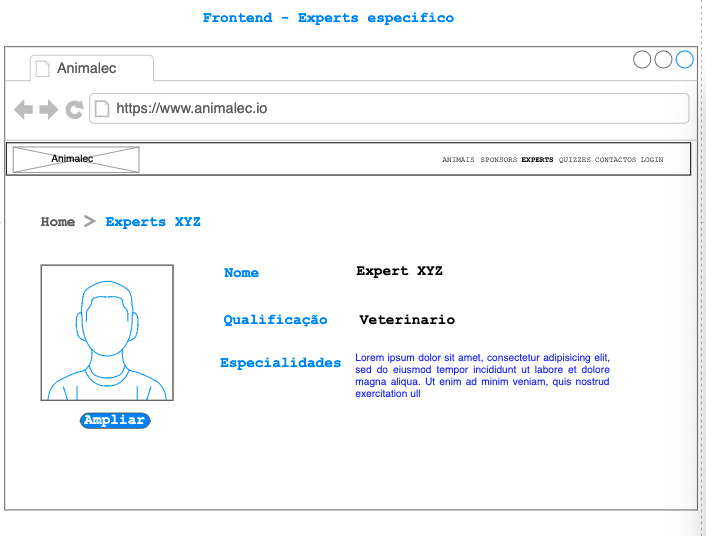 Frontend - Experts especifico
Animalec
https://www.animalec.io
Animalec
ANIMAIS SPONSORS EXPERTS QUIZZES CONTACTOS LOGIN
Home > Experts XYZ
Nome Expert XYZ
Qualificação Veterinario
Especialidades
Lorem ipsum dolor sit amet, consectetur adipisicing elit,
sed do eiusmod tempor incididunt ut labore et dolore
magna aliqua. Ut enim ad minim veniam, quis nostrud
exercitation ull
Ampliar